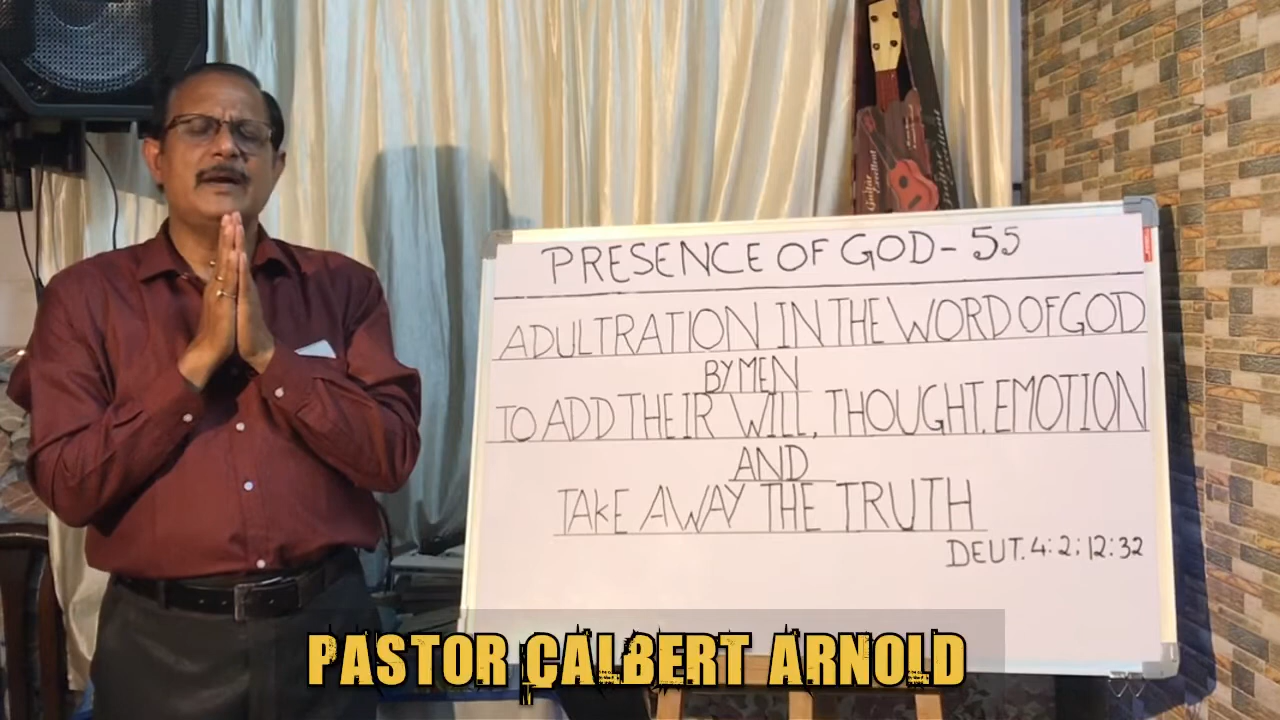 PRESENCE OF GOD - 55
ADULTRATION IN THE WORD OF GOD
BY MEN
TO ADD THEIR WILL, THOUGHT, EMOTION
AND
TAKE AWAY THE TRUTH
DEUT. 4:2; 12:32
PASTOR CALBERT ARNOLD